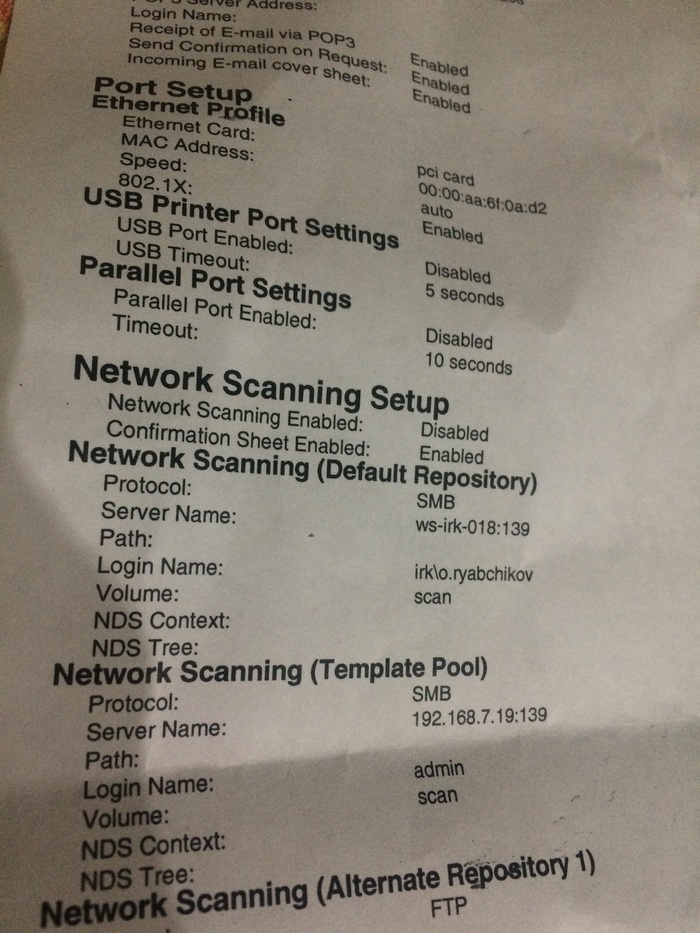 Server Address:
Login Name:
Receipt of E-mail via POP3 Enabled
Send Confirmation on Request: Enabled
Incoming E-mail cover sheet: Enabled
Port Setup
Ethernet Profile
Ethernet Card: pci card
MAC Address: 00:00:aa:6f:0a:d2
Speed: auto
802.1X: Enabled
USB Printer Port Settings
USB Port Enabled: Disabled
USB Timeout: 5 seconds
Parallel Port Settings
Parallel Port Enabled: Disabled
Timeout: 10 seconds
Network Scanning Setup
Network Scanning Enabled: Disabled
Confirmation Sheet Enabled: Enabled
Network Scanning (Default Repository)
Protocol: SMB
Server Name: ws-irk-018:139
Path:
Login Name: irk\o.ryabchikov
Volume: scan
NDS Context:
NDS Tree:
Network Scanning (Template Pool)
Protocol: SMB
Server Name: 192.168.7.19:139
Path:
Login Name: admin
Volume: scan
NDS Context:
NDS Tree:
Network Scanning (Alternate Repository 1)
FTP